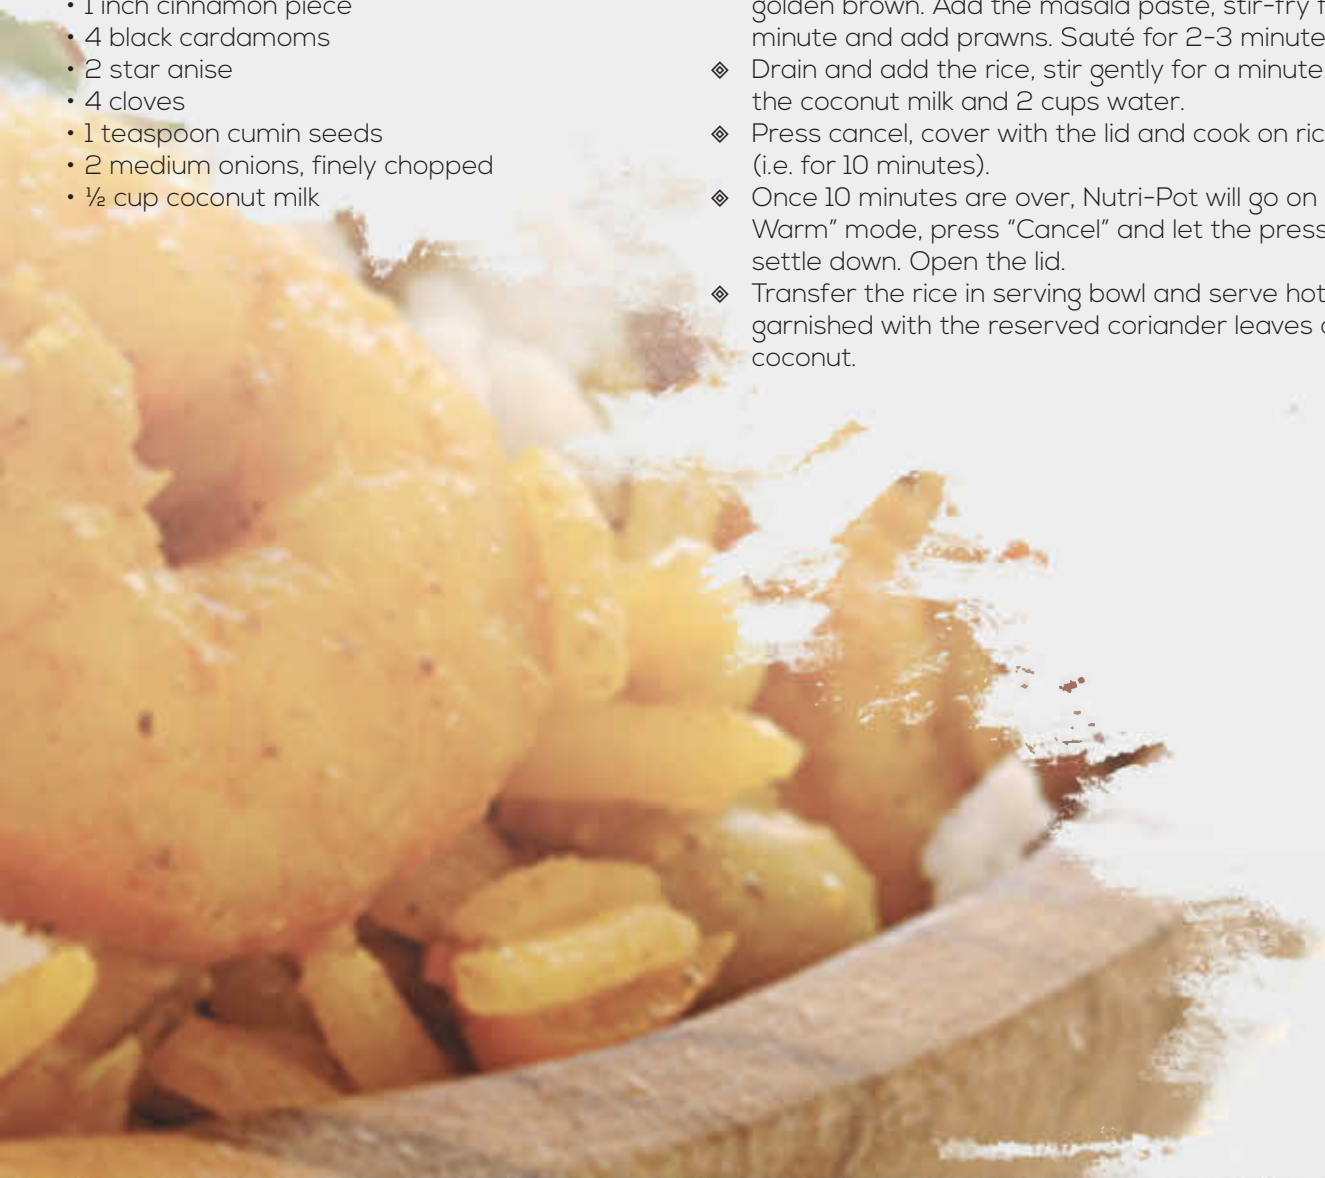 • 1 inch cinnamon piece
• 4 black cardamoms
• 2 star anise
• 4 cloves
• 1 teaspoon cumin seeds
• 2 medium onions, finely chopped
• ½ cup coconut milk
golden brown. Add the masala paste, stir-fry
minute and add prawns. Sauté for 2-3 minute
Drain and add the rice, stir gently for a minute
the coconut milk and 2 cups water.
Press cancel, cover with the lid and cook on ric
(i.e. for 10 minutes).
Once 10 minutes are over, Nutri-Pot will go on
Warm” mode, press “Cancel” and let the press
settle down. Open the lid.
Transfer the rice in serving bowl and serve hot
garnished with the reserved coriander leaves
coconut.